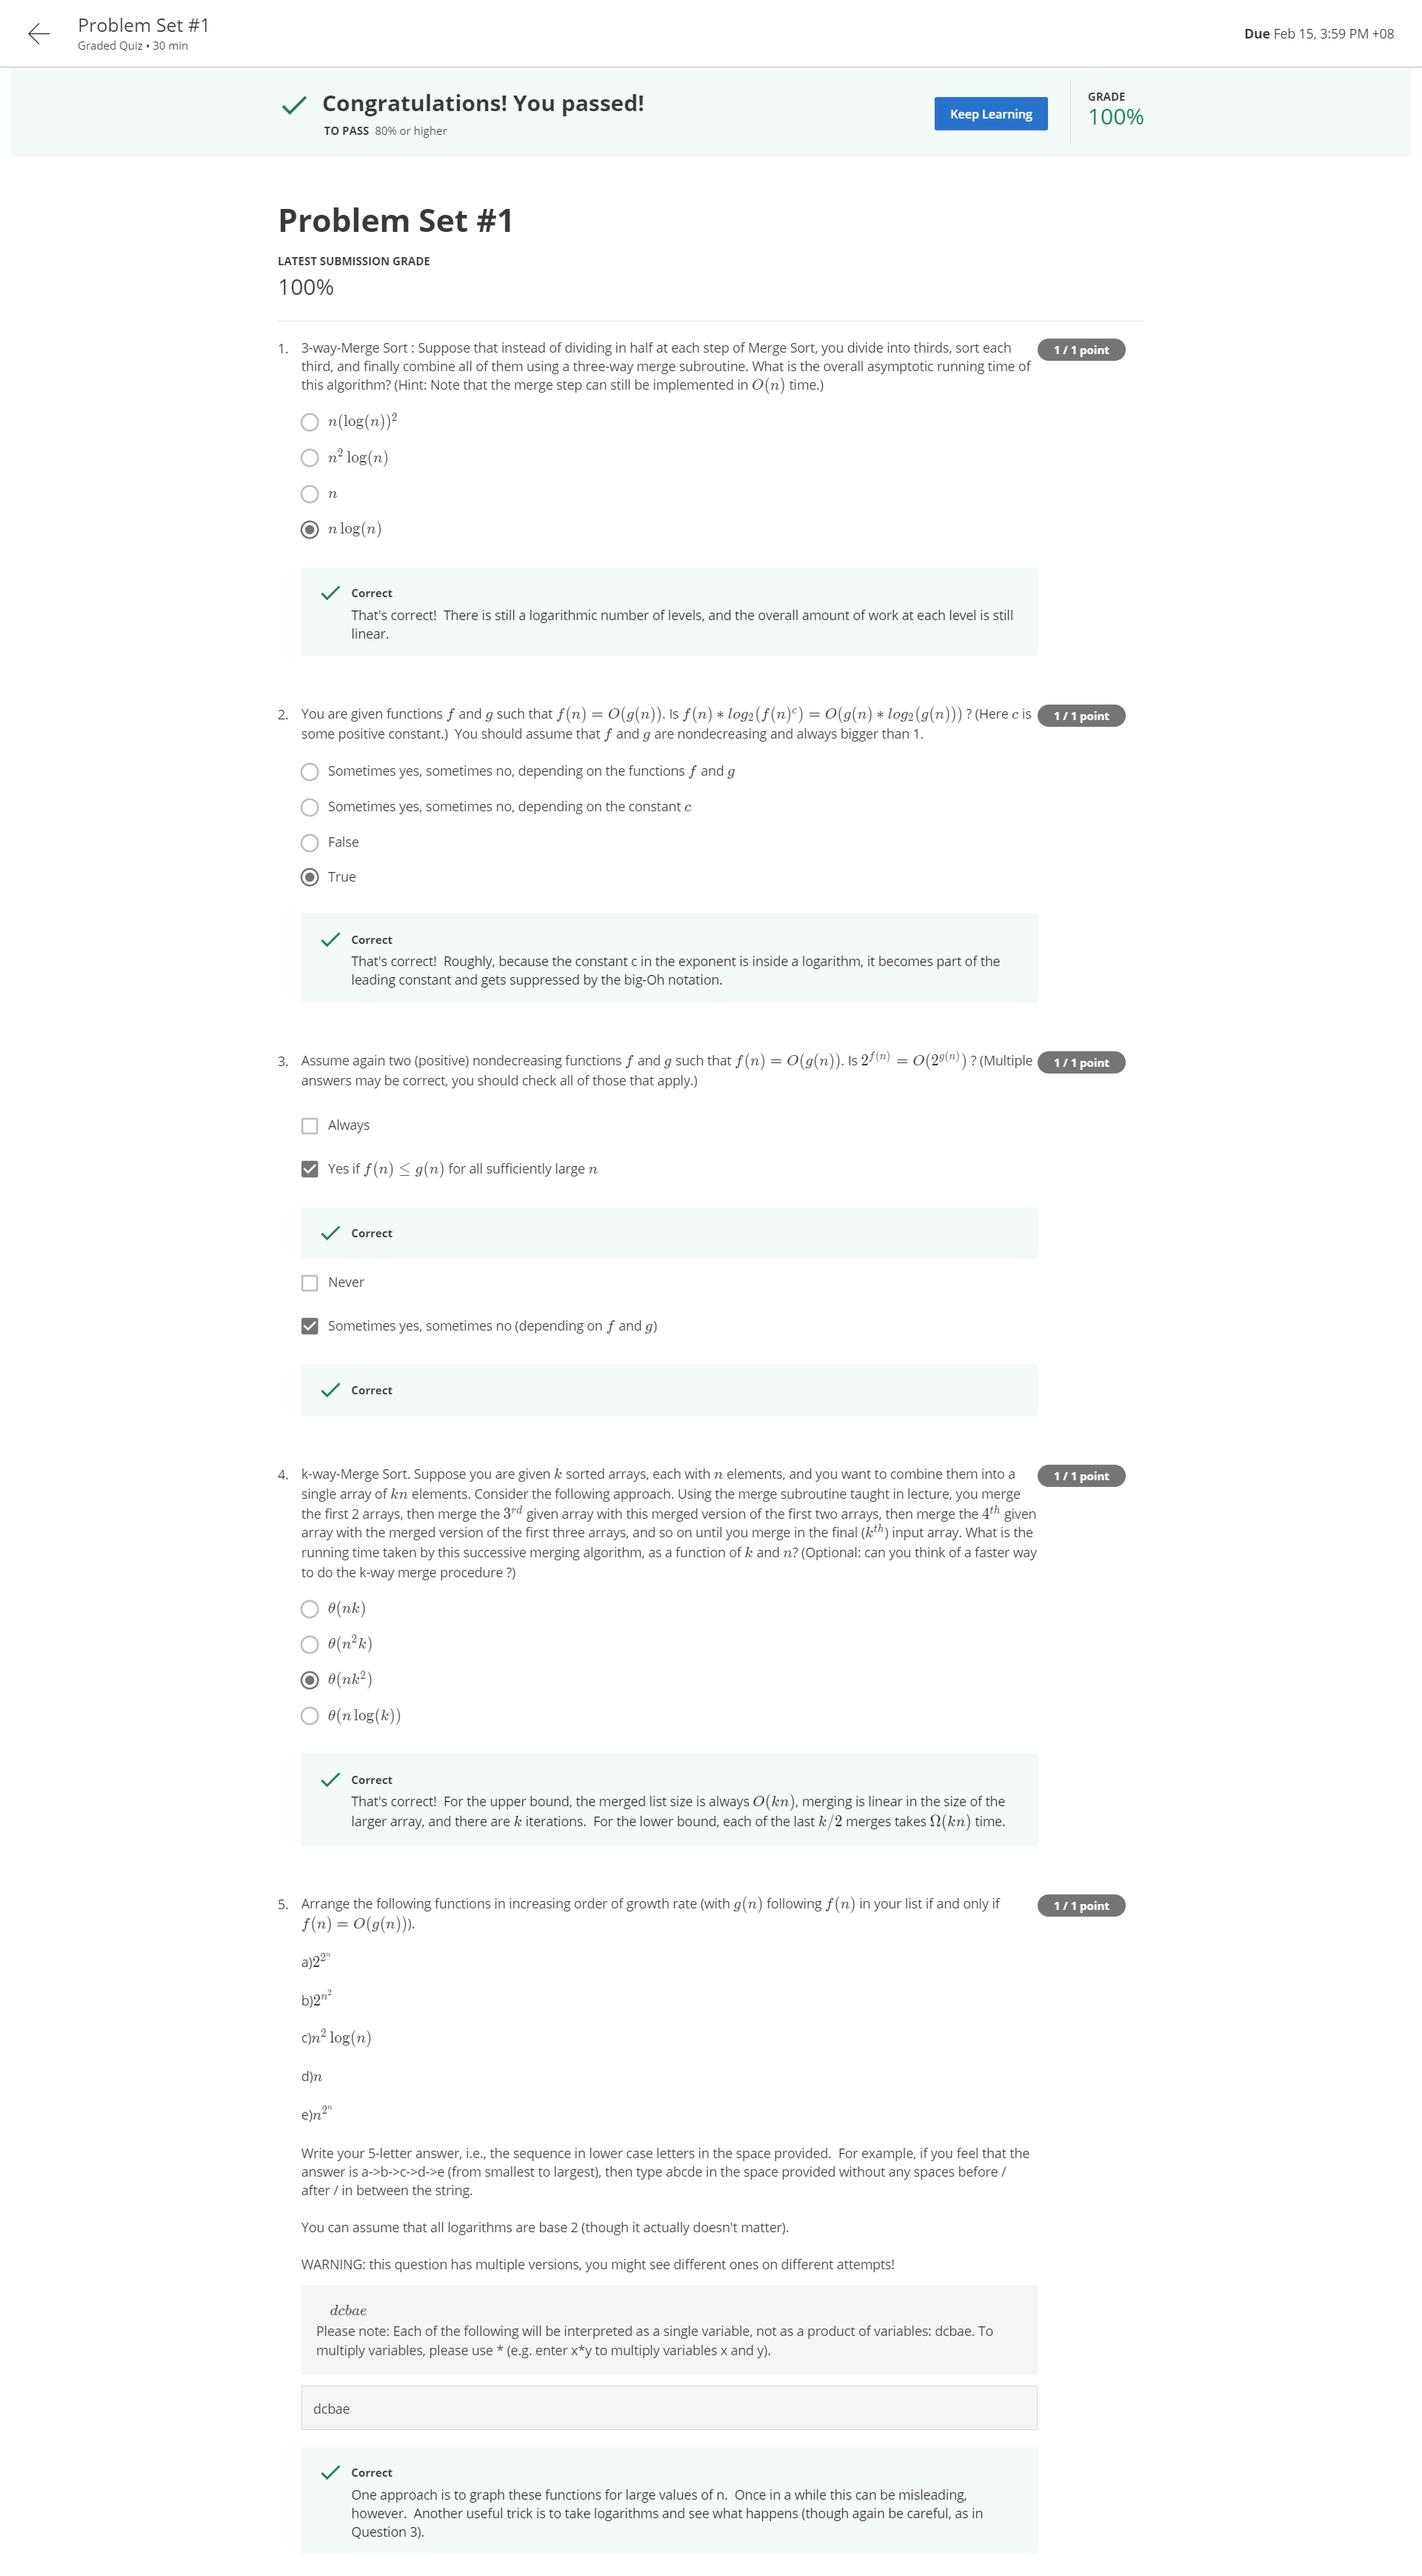 Problem Set #1
Graded Quiz • 30 min
Due Feb 15, 3:59 PM +08
Congratulations! You passed!
TO PASS 80% or higher
Keep Learning
GRADE
100%
Problem Set #1
LATEST SUBMISSION GRADE
100%
1. 3-way-Merge Sort : Suppose that instead of dividing in half at each step of Merge Sort, you divide into thirds, sort each
1 / 1 point
third, and finally combine all of them using a three-way merge subroutine. What is the overall asymptotic running time of
this algorithm? (Hint: Note that the merge step can still be implemented in O(n) time.)
n(log(n))²
n² log(n)
n
n log(n)
Correct
That's correct! There is still a logarithmic number of levels, and the overall amount of work at each level is still
linear.
2. You are given functions f and g such that f(n) = O(g(n)). Is f(n) * log₂(f(n)^c) = O(g(n) * log₂(g(n))) ? (Here c is
1 / 1 point
some positive constant.) You should assume that f and g are nondecreasing and always bigger than 1.
Sometimes yes, sometimes no, depending on the functions f and g
Sometimes yes, sometimes no, depending on the constant c
False
True
Correct
That's correct! Roughly, because the constant c in the exponent is inside a logarithm, it becomes part of the
leading constant and gets suppressed by the big-Oh notation.
3. Assume again two (positive) nondecreasing functions f and g such that f(n) = O(g(n)). Is 2^f(n) = O(2^g(n)) ? (Multiple
1 / 1 point
answers may be correct, you should check all of those that apply.)
Always
Yes if f(n) ≤ g(n) for all sufficiently large n
Correct
Never
Sometimes yes, sometimes no (depending on f and g)
Correct
4. k-way-Merge Sort. Suppose you are given k sorted arrays, each with n elements, and you want to combine them into a
1 / 1 point
single array of kn elements. Consider the following approach. Using the merge subroutine taught in lecture, you merge
the first 2 arrays, then merge the 3^rd given array with this merged version of the first two arrays, then merge the 4^th given
array with the merged version of the first three arrays, and so on until you merge in the final (k^th) input array. What is the
running time taken by this successive merging algorithm, as a function of k and n? (Optional: can you think of a faster way
to do the k-way merge procedure ?)
θ(nk)
θ(n²k)
θ(nk²)
θ(n log(k))
Correct
That's correct! For the upper bound, the merged list size is always O(kn), merging is linear in the size of the
larger array, and there are k iterations. For the lower bound, each of the last k/2 merges takes Ω(kn) time.
5. Arrange the following functions in increasing order of growth rate (with g(n) following f(n) in your list if and only if
1 / 1 point
f(n) = O(g(n))).
a)2^2^n
b)2^n^2
c)n² log(n)
d)n
e)n^2^n
Write your 5-letter answer, i.e., the sequence in lower case letters in the space provided. For example, if you feel that the
answer is a->b->c->d->e (from smallest to largest), then type abcde in the space provided without any spaces before /
after / in between the string.
You can assume that all logarithms are base 2 (though it actually doesn't matter).
WARNING: this question has multiple versions, you might see different ones on different attempts!
dcbae
Please note: Each of the following will be interpreted as a single variable, not as a product of variables: dcbae. To
multiply variables, please use * (e.g. enter x*y to multiply variables x and y).
dcbae
Correct
One approach is to graph these functions for large values of n. Once in a while this can be misleading,
however. Another useful trick is to take logarithms and see what happens (though again be careful, as in
Question 3).